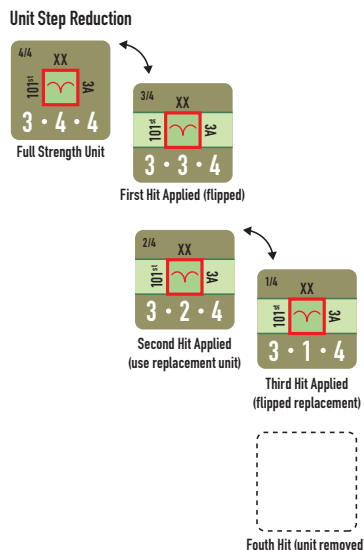 Unit Step Reduction
4/4
XX
101st
3A
3 • 4 • 4
Full Strength Unit
3/4
XX
101st
3A
3 • 3 • 4
First Hit Applied (flipped)
2/4
XX
101st
3A
3 • 2 • 4
Second Hit Applied
(use replacement unit)
1/4
XX
101st
3A
3 • 1 • 4
Third Hit Applied
(flipped replacement)
Fouth Hit (unit removed